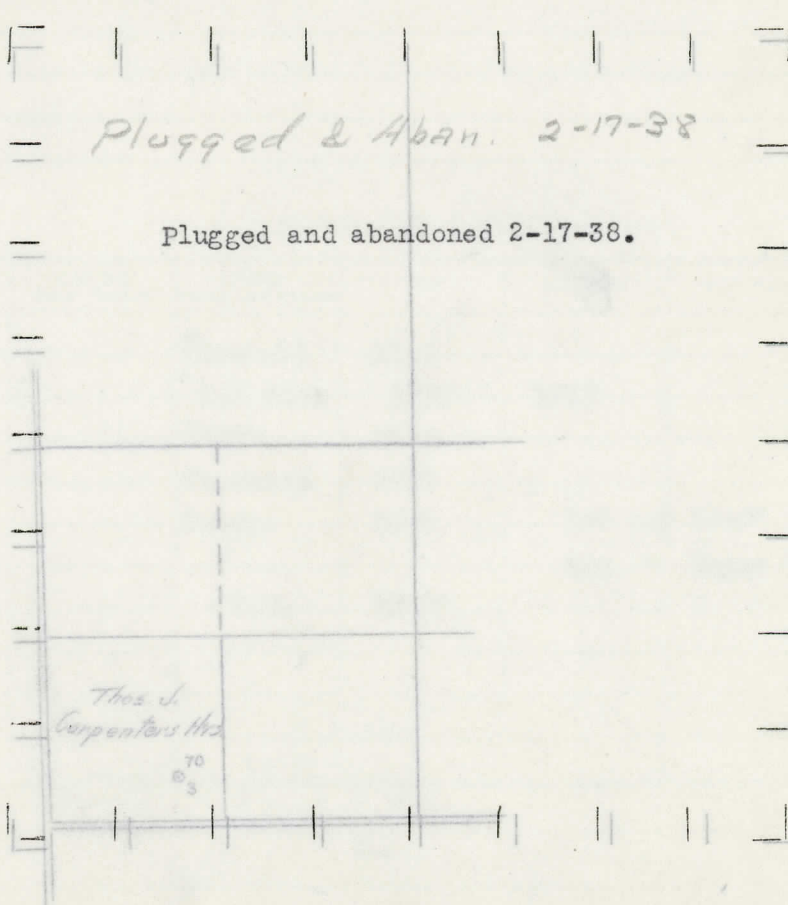 Plugged & Aban. 2-17-38
Plugged and abandoned 2-17-38.
Thos J.
Carpenters Hrs
70
3